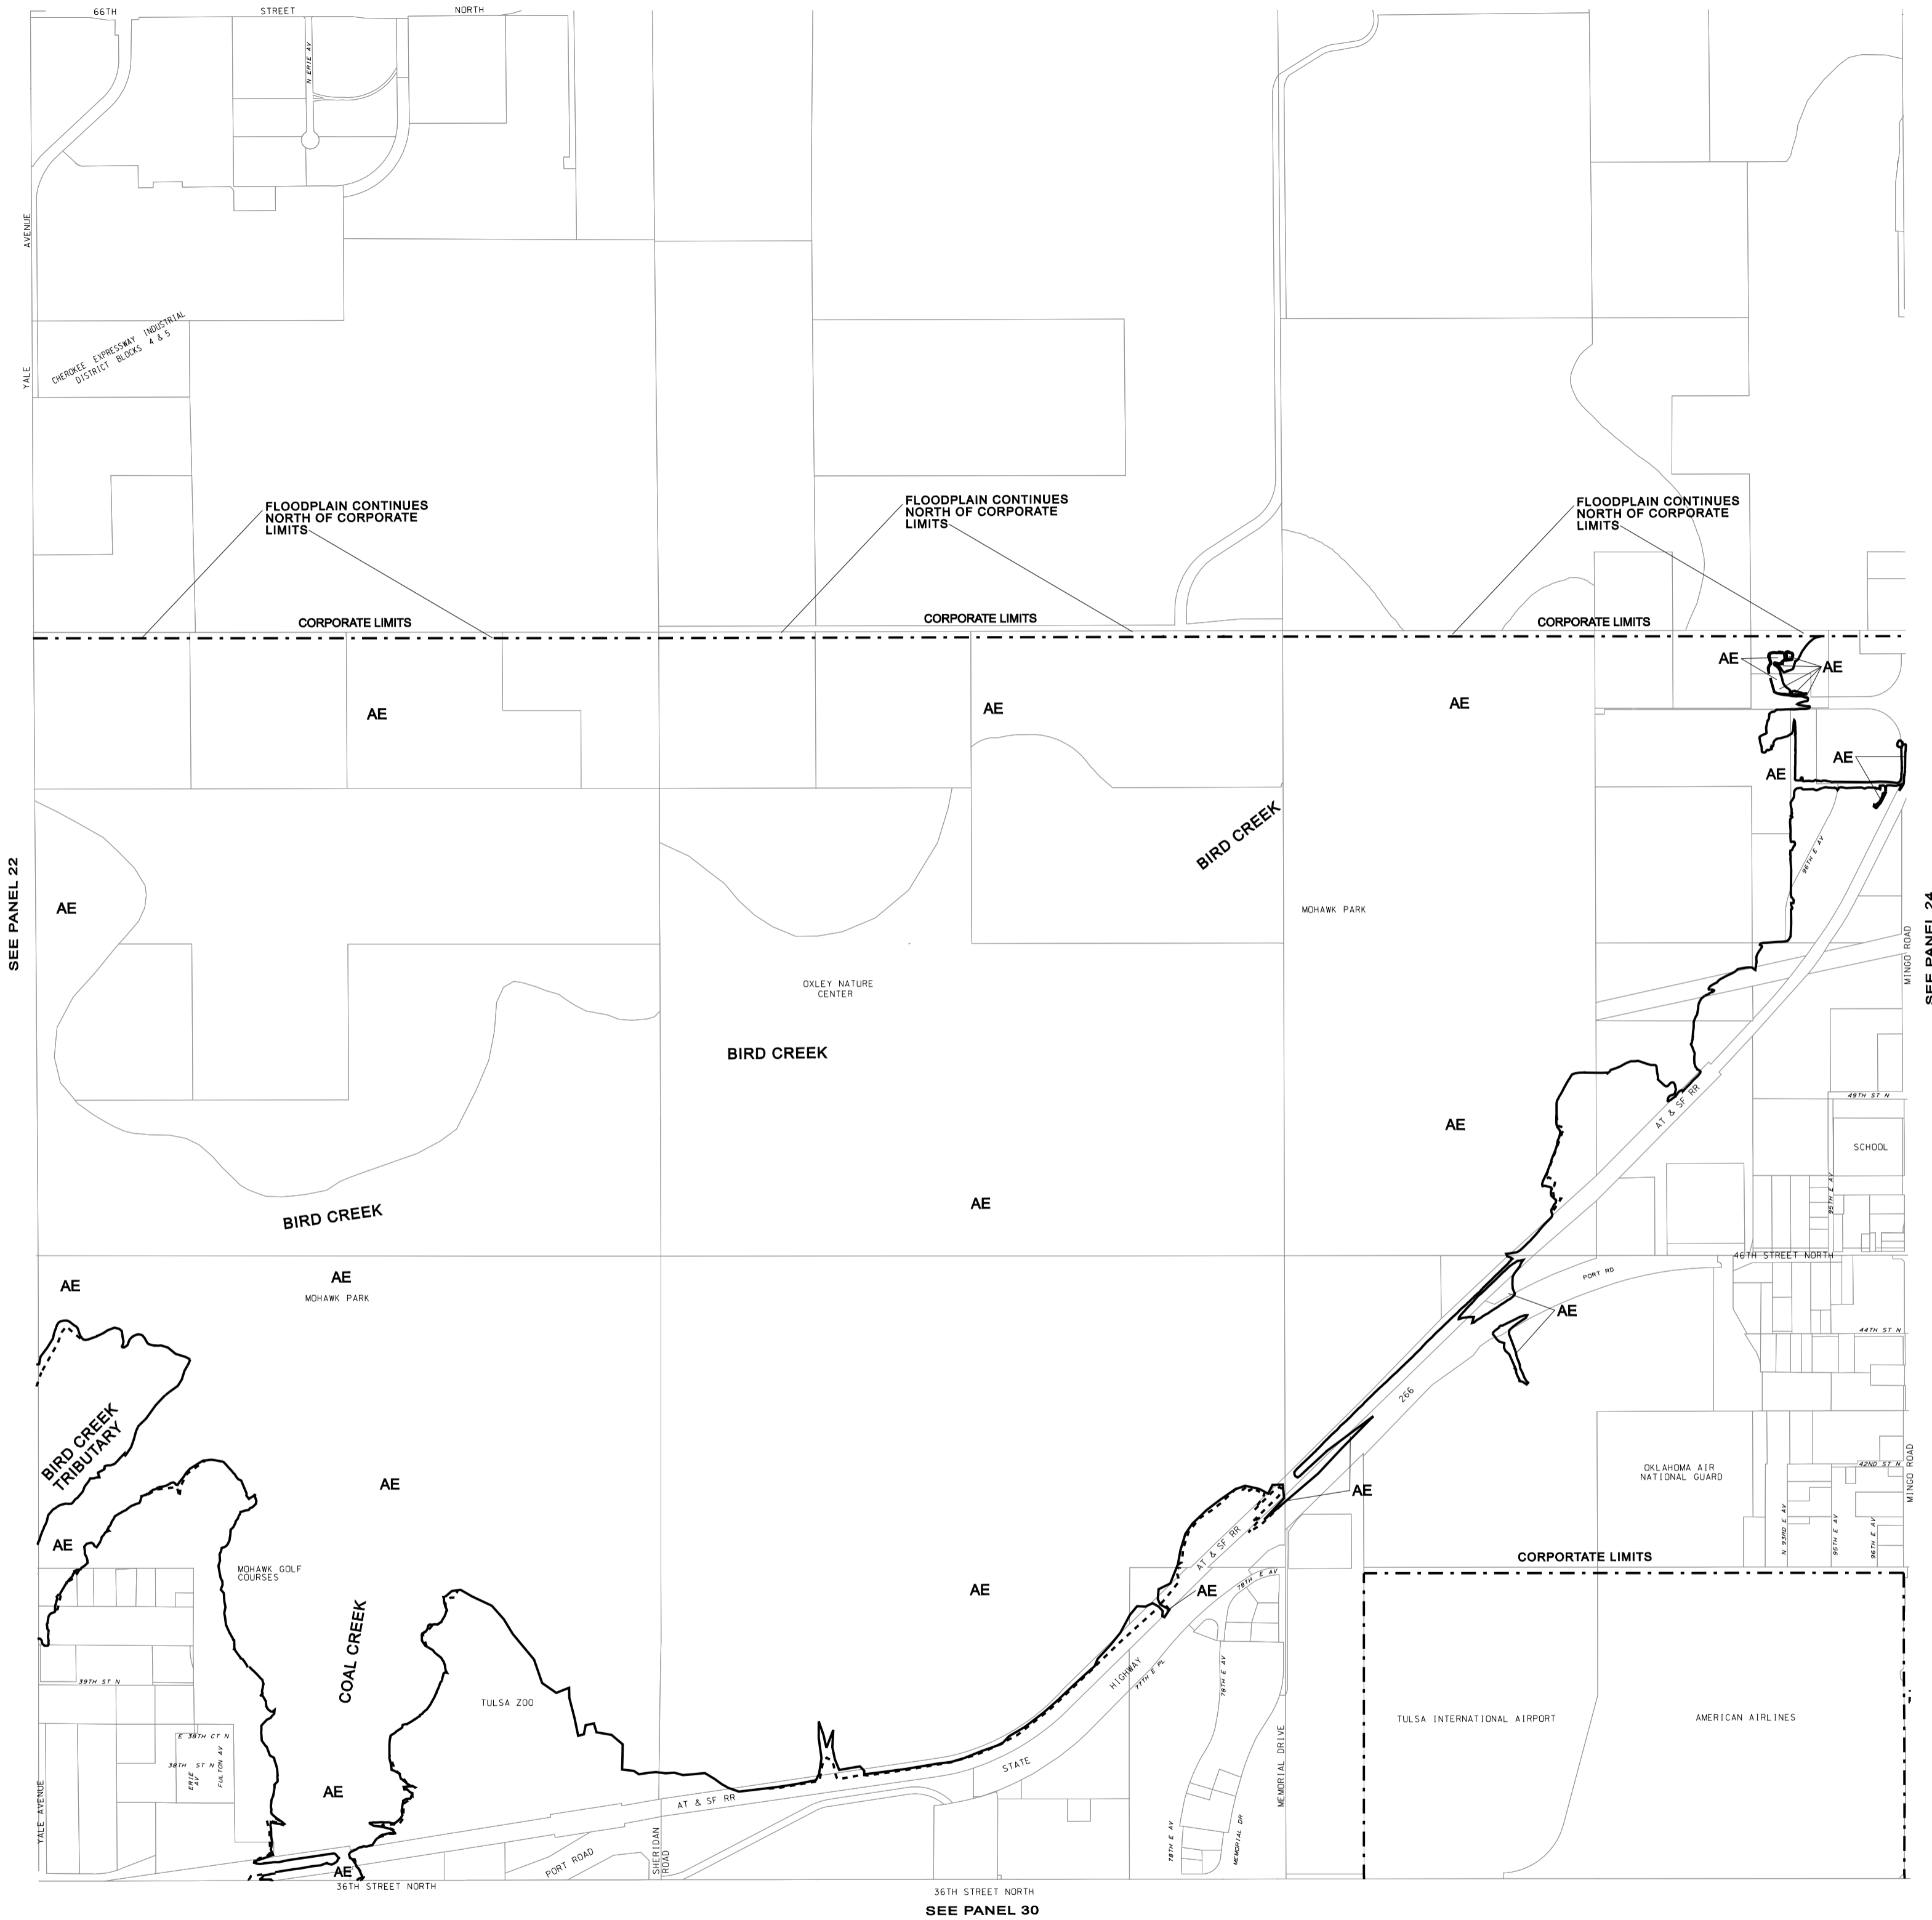 66TH STREET NORTH
N ERIE AV
YALE AVENUE
CHEROKEE EXPRESSWAY INDUSTRIAL
DISTRICT BLOCKS 4 & 5
FLOODPLAIN CONTINUES
NORTH OF CORPORATE
LIMITS
FLOODPLAIN CONTINUES
NORTH OF CORPORATE
LIMITS
FLOODPLAIN CONTINUES
NORTH OF CORPORATE
LIMITS
CORPORATE LIMITS
CORPORATE LIMITS
CORPORATE LIMITS
AE
AE
AE
AE
AE
AE
AE
BIRD CREEK
96TH E AV
SEE PANEL 22
AE
MOHAWK PARK
SEE PANEL 24
MINGO ROAD
OXLEY NATURE
CENTER
BIRD CREEK
AT & SF RR
49TH ST N
AE
SCHOOL
95TH E AV
AE
BIRD CREEK
46TH STREET NORTH
PORT RD
AE
AE
MOHAWK PARK
AE
44TH ST N
266
BIRD CREEK
TRIBUTARY
AE
AE
OKLAHOMA AIR
NATIONAL GUARD
42ND ST N
MINGO ROAD
N 93RD E AV
95TH E AV
96TH E AV
AE
AT & SF RR
CORPORTATE LIMITS
MOHAWK GOLF
COURSES
78TH E AV
AE
AE
COAL CREEK
39TH ST N
HIGHWAY
77TH E PL
78TH E AV
TULSA ZOO
TULSA INTERNATIONAL AIRPORT
AMERICAN AIRLINES
E 38TH CT N
38TH ST N
ERIE
AV
FULTON AV
STATE
MEMORIAL DRIVE
AE
YALE AVENUE
AT & SF RR
SHERIDAN
ROAD
PORT ROAD
78TH E AV
MEMORIAL DR
AE
36TH STREET NORTH
36TH STREET NORTH
SEE PANEL 30